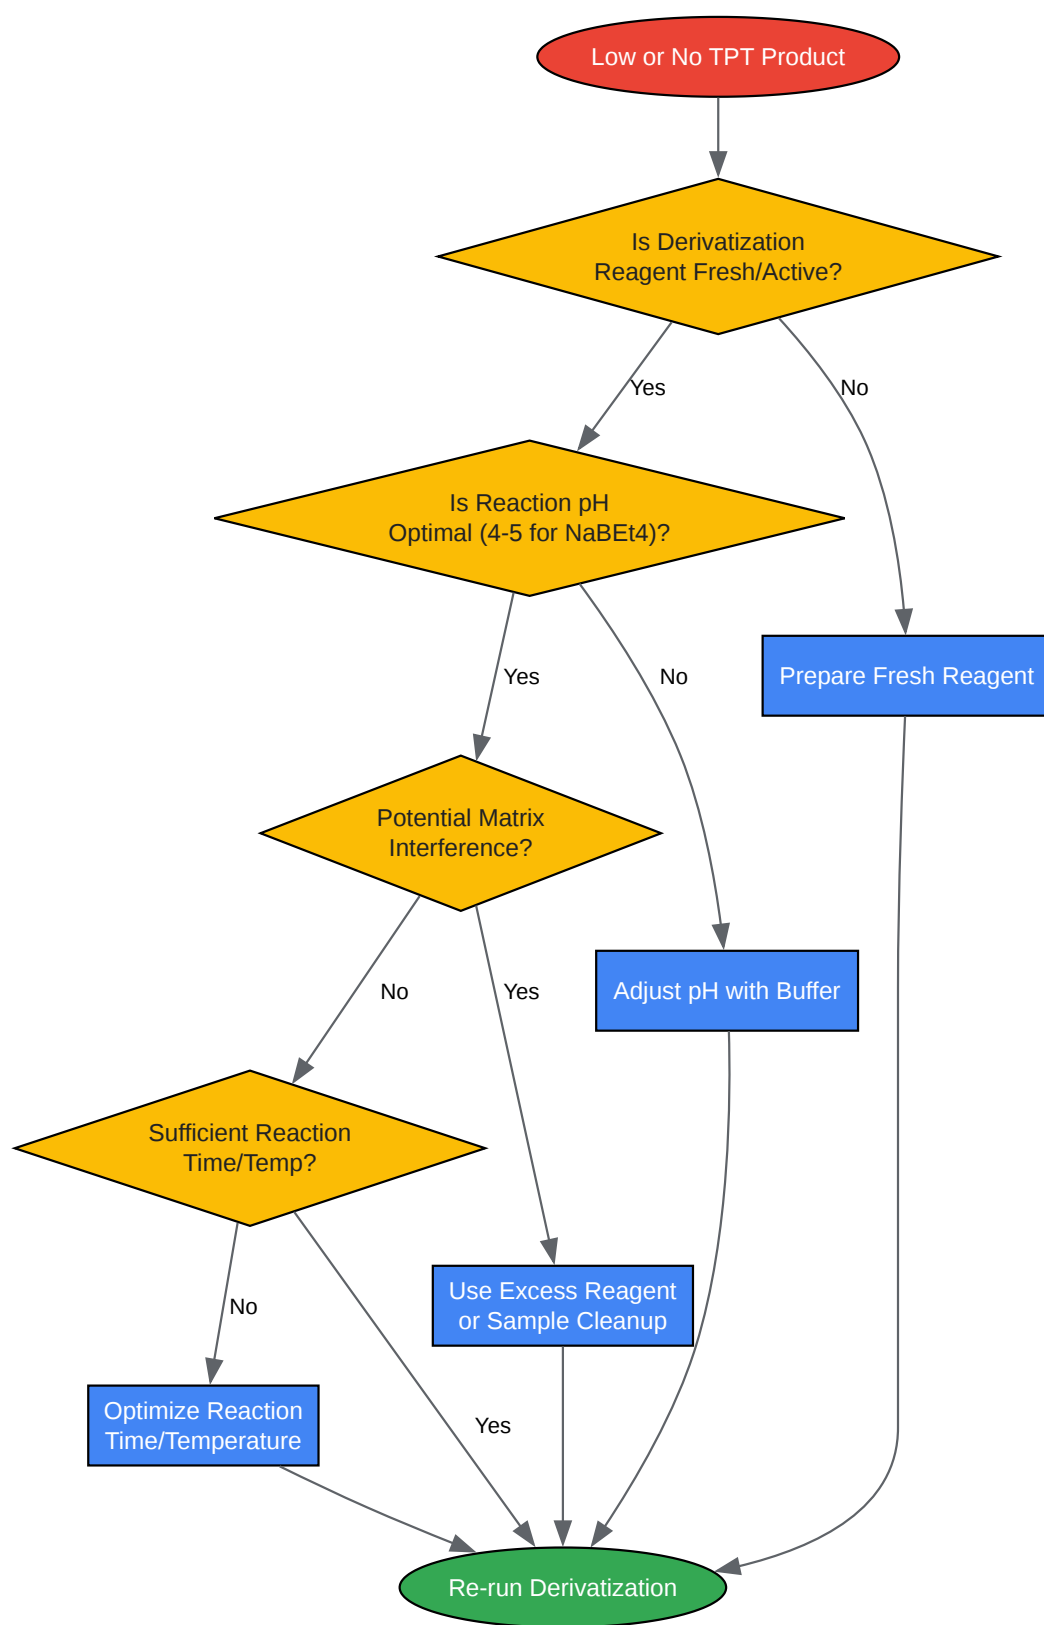 Low or No TPT Product
Is Derivatization
Reagent Fresh/Active?
Yes
No
Is Reaction pH
Optimal (4-5 for NaBEt4)?
Yes
No
Prepare Fresh Reagent
Potential Matrix
Interference?
No
Yes
Adjust pH with Buffer
Sufficient Reaction
Time/Temp?
No
Yes
Use Excess Reagent
or Sample Cleanup
Optimize Reaction
Time/Temperature
Re-run Derivatization